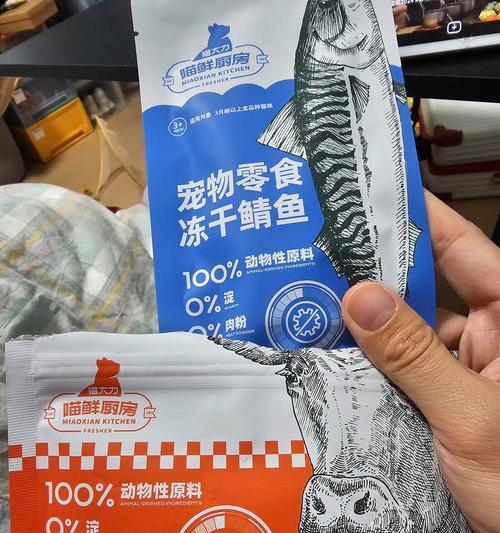 猫大力
喵鲜厨房
MIAOXIAN KITCHEN
FRESHER
3+
适用对象 3月龄以上全品种猫咪
宠物零食
冻干鲭鱼
100% 动物性原料
ANIMAL-DERIVED INGREDIENTS
0% 淀
STARCH
0% 肉粉
MEAT POWDER
猫大力
喵鲜厨房
MIAOXIAN KITCHEN
FRESHER
100% 动物性原料
ANIMAL-DERIVED INGREDIENTS
0% 淀